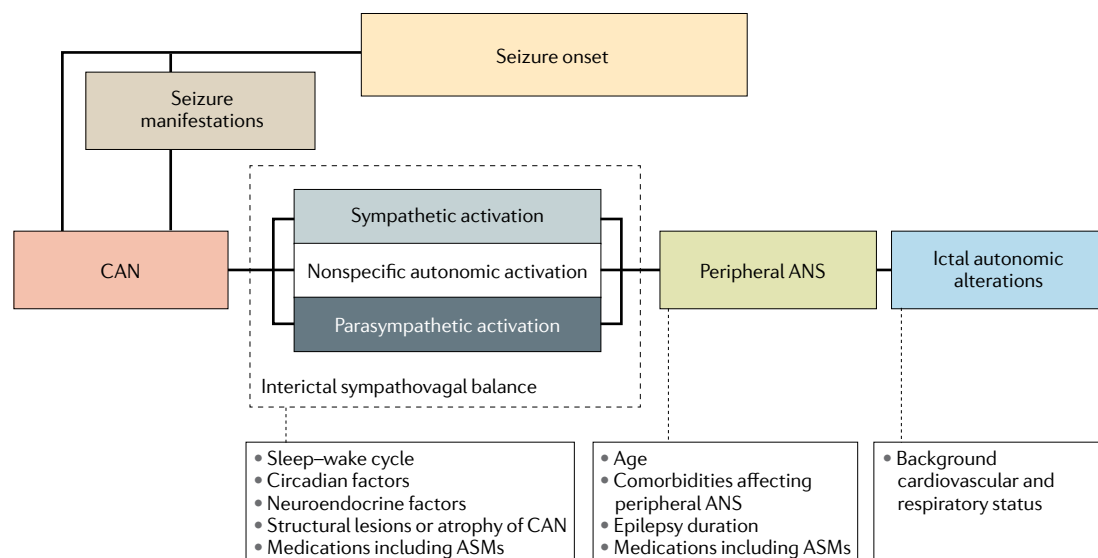 Seizure onset
Seizure
manifestations
Sympathetic activation
CAN
Nonspecific autonomic activation
Peripheral ANS
Ictal autonomic
alterations
Parasympathetic activation
Interictal sympathovagal balance
• Sleep–wake cycle
• Circadian factors
• Neuroendocrine factors
• Structural lesions or atrophy of CAN
• Medications including ASMs
• Age
• Comorbidities affecting
peripheral ANS
• Epilepsy duration
• Medications including ASMs
• Background
cardiovascular and
respiratory status